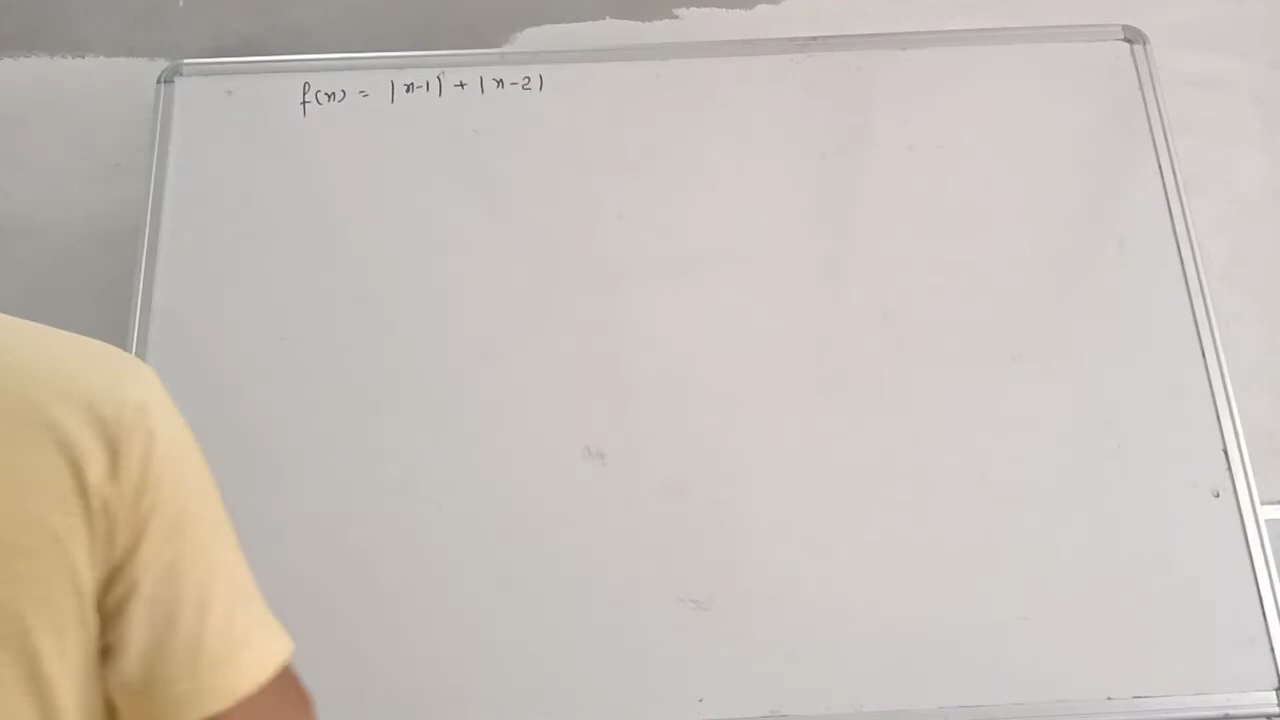 f(x) = |x-1| + |x-2|